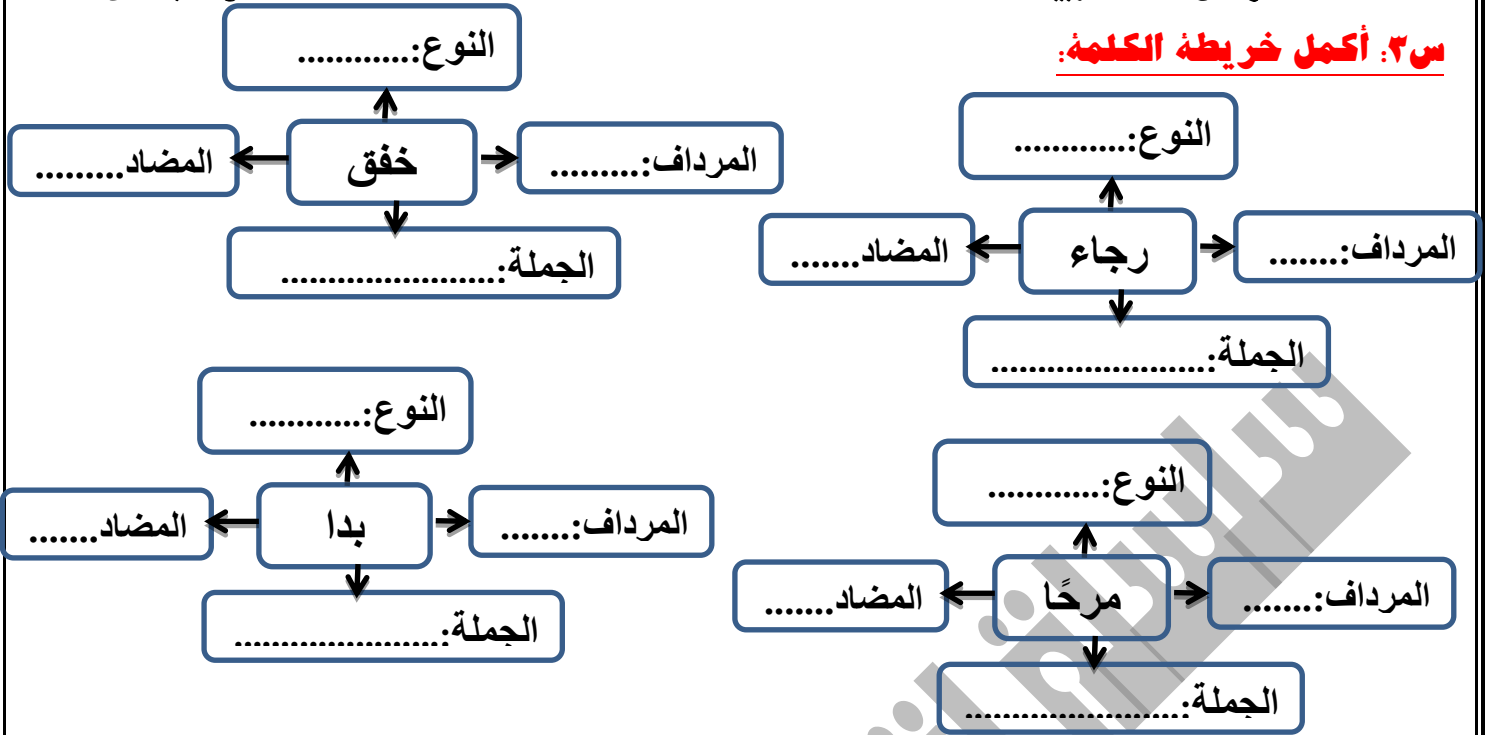 س٣: أكمل خريطة الكلمة:
النوع:............
المرداف:.......
رجاء
المضاد.......
الجملة:.......................
النوع:............
المرداف:..........
خفق
المضاد.........
الجملة:.......................
النوع:............
المرداف:.......
مرحًا
المضاد.......
الجملة:.......................
النوع:............
المرداف:.......
بدا
المضاد.......
الجملة:......................